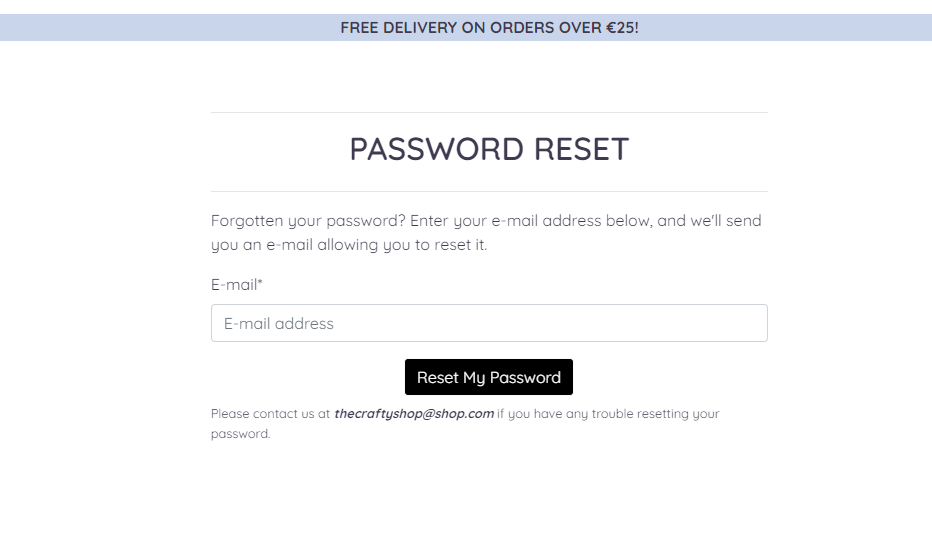 FREE DELIVERY ON ORDERS OVER €25!
PASSWORD RESET
Forgotten your password? Enter your e-mail address below, and we'll send
you an e-mail allowing you to reset it.
E-mail*
E-mail address
Reset My Password
Please contact us at thecraftyshop@shop.com if you have any trouble resetting your
password.